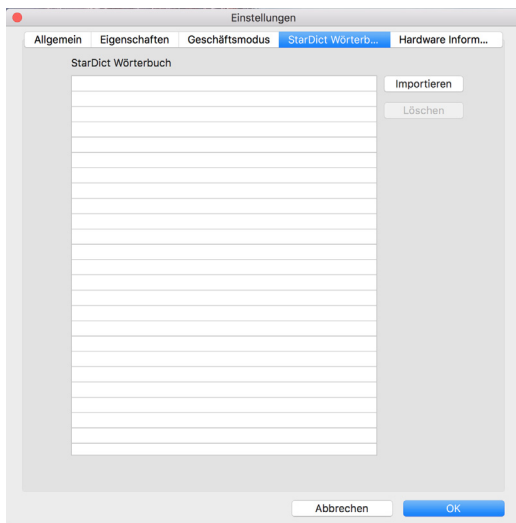 Einstellungen
Allgemein
Eigenschaften
Geschäftsmodus
StarDict Wörterb...
Hardware Inform...
StarDict Wörterbuch
Importieren
Löschen
Abbrechen
OK